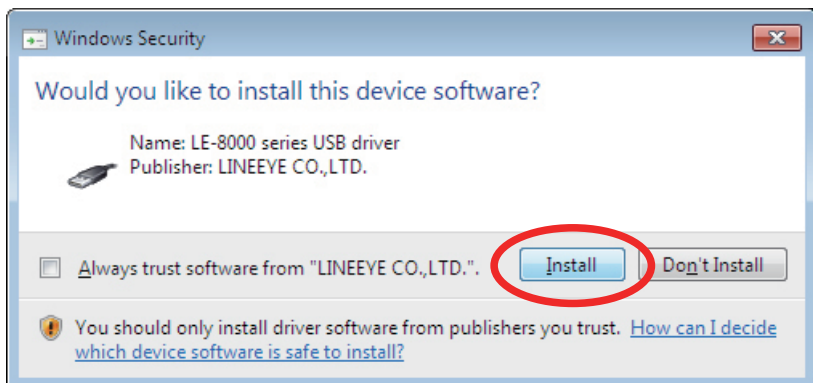 Windows Security
Would you like to install this device software?
Name: LE-8000 series USB driver
Publisher: LINEEYE CO.,LTD.
Always trust software from "LINEEYE CO.,LTD.".
Install
Don't Install
You should only install driver software from publishers you trust. How can I decide
which device software is safe to install?